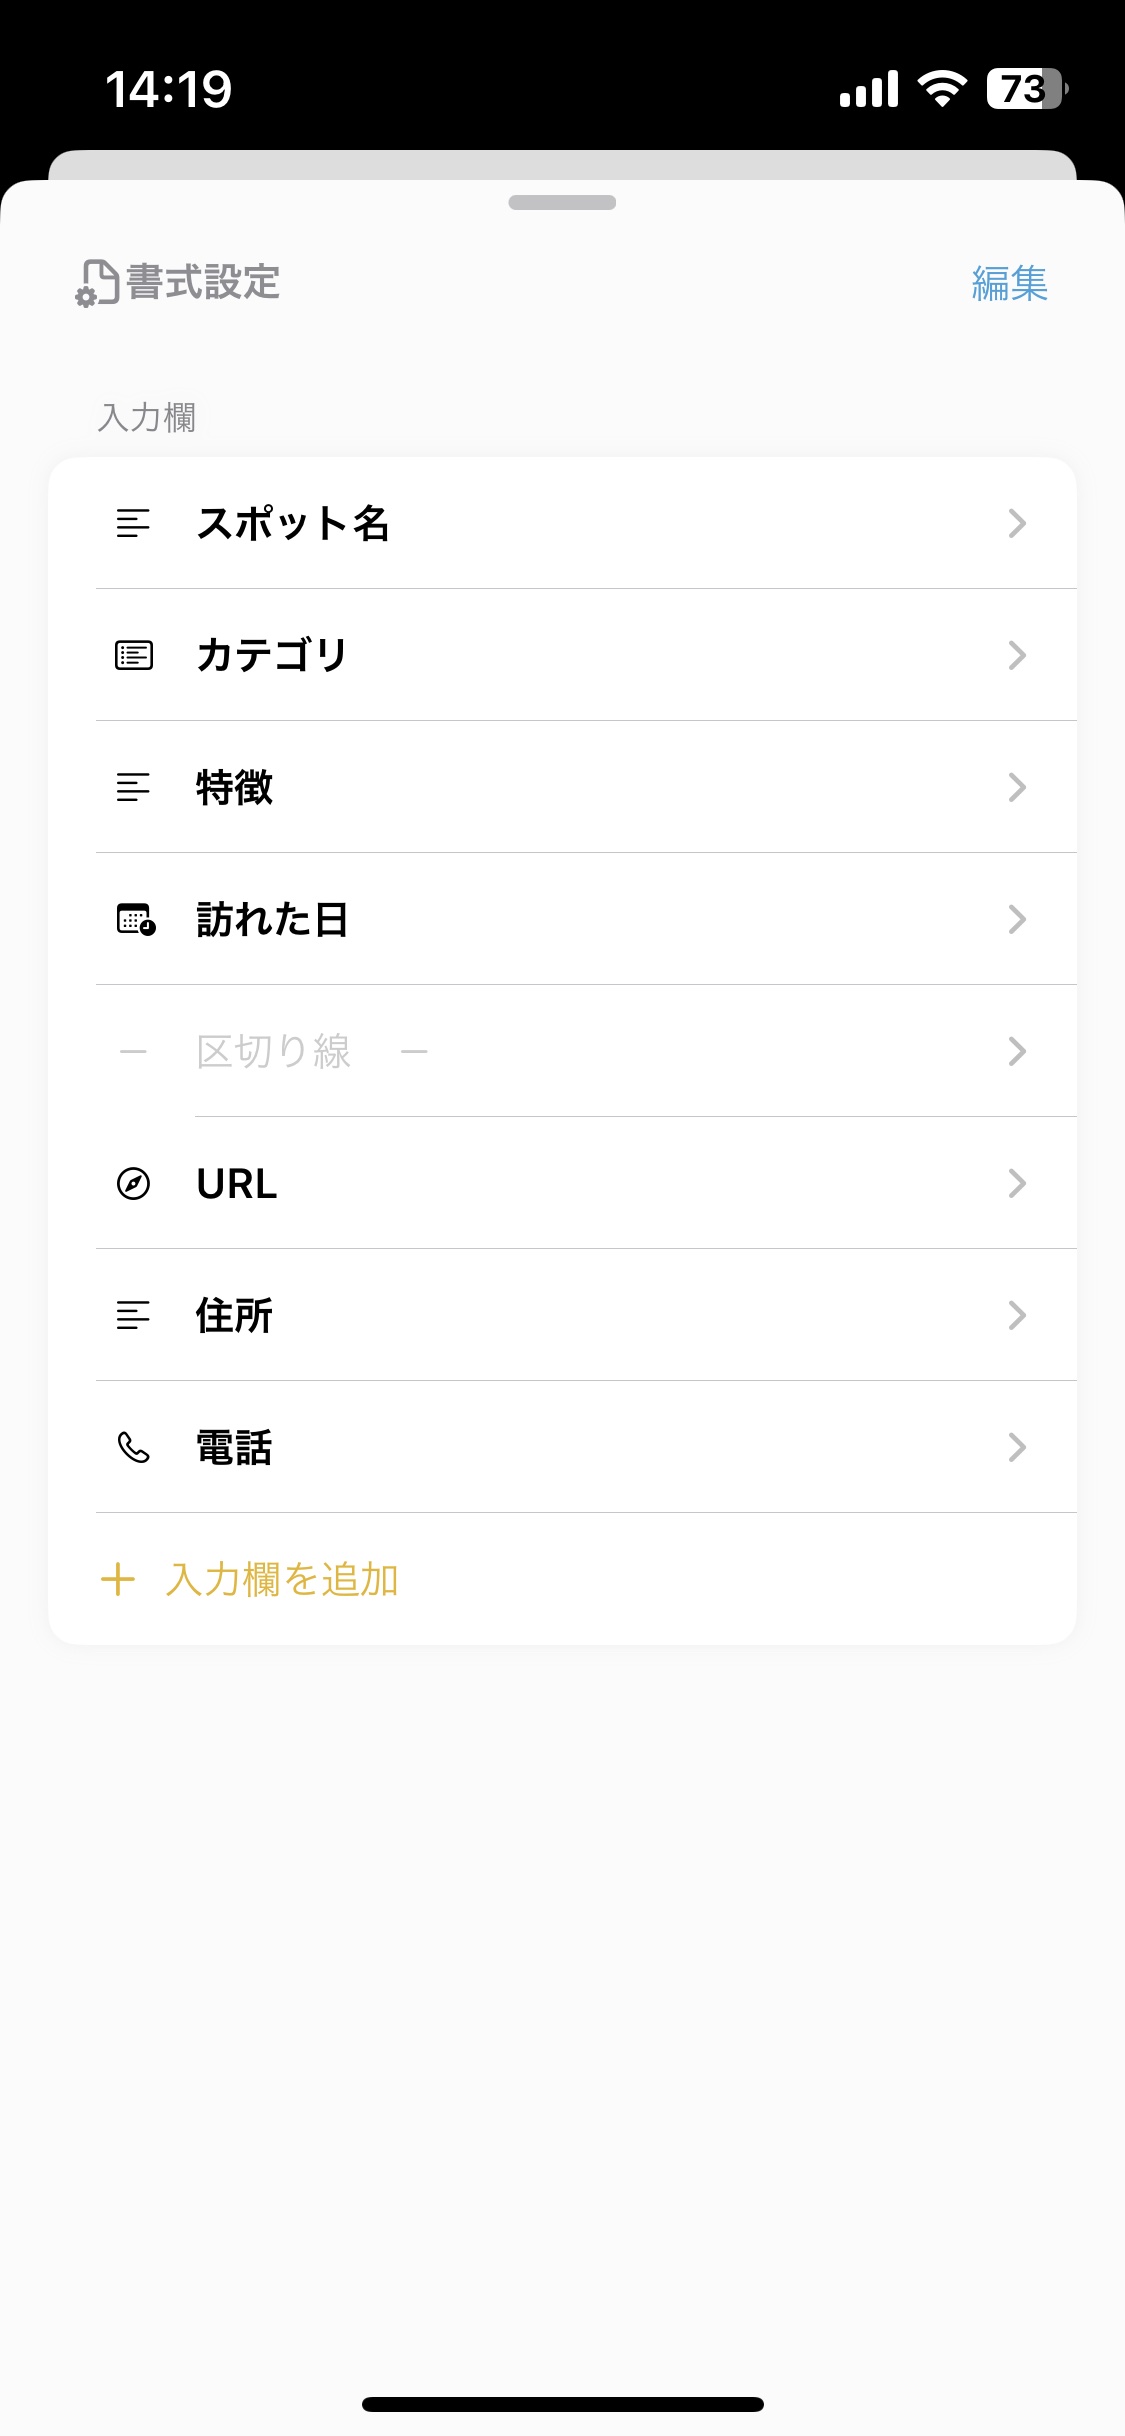 14:19
73
書式設定
編集
入力欄
スポット名
カテゴリ
特徴
訪れた日
— 区切り線 —
URL
住所
電話
+ 入力欄を追加